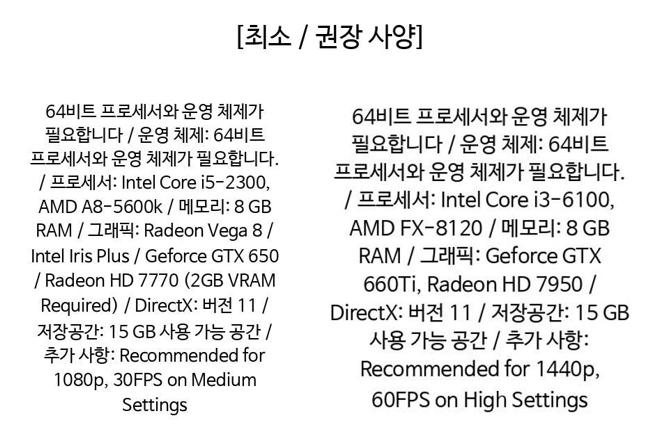 [최소 / 권장 사양]
64비트 프로세서와 운영 체제가
필요합니다 / 운영 체제: 64비트
프로세서와 운영 체제가 필요합니다.
/ 프로세서: Intel Core i5-2300,
AMD A8-5600k / 메모리: 8 GB
RAM / 그래픽: Radeon Vega 8 /
Intel Iris Plus / Geforce GTX 650
/ Radeon HD 7770 (2GB VRAM
Required) / DirectX: 버전 11 /
저장공간: 15 GB 사용 가능 공간 /
추가 사항: Recommended for
1080p, 30FPS on Medium
Settings
64비트 프로세서와 운영 체제가
필요합니다 / 운영 체제: 64비트
프로세서와 운영 체제가 필요합니다.
/ 프로세서: Intel Core i3-6100,
AMD FX-8120 / 메모리: 8 GB
RAM / 그래픽: Geforce GTX
660Ti, Radeon HD 7950 /
DirectX: 버전 11 / 저장공간: 15 GB
사용 가능 공간 / 추가 사항:
Recommended for 1440p,
60FPS on High Settings